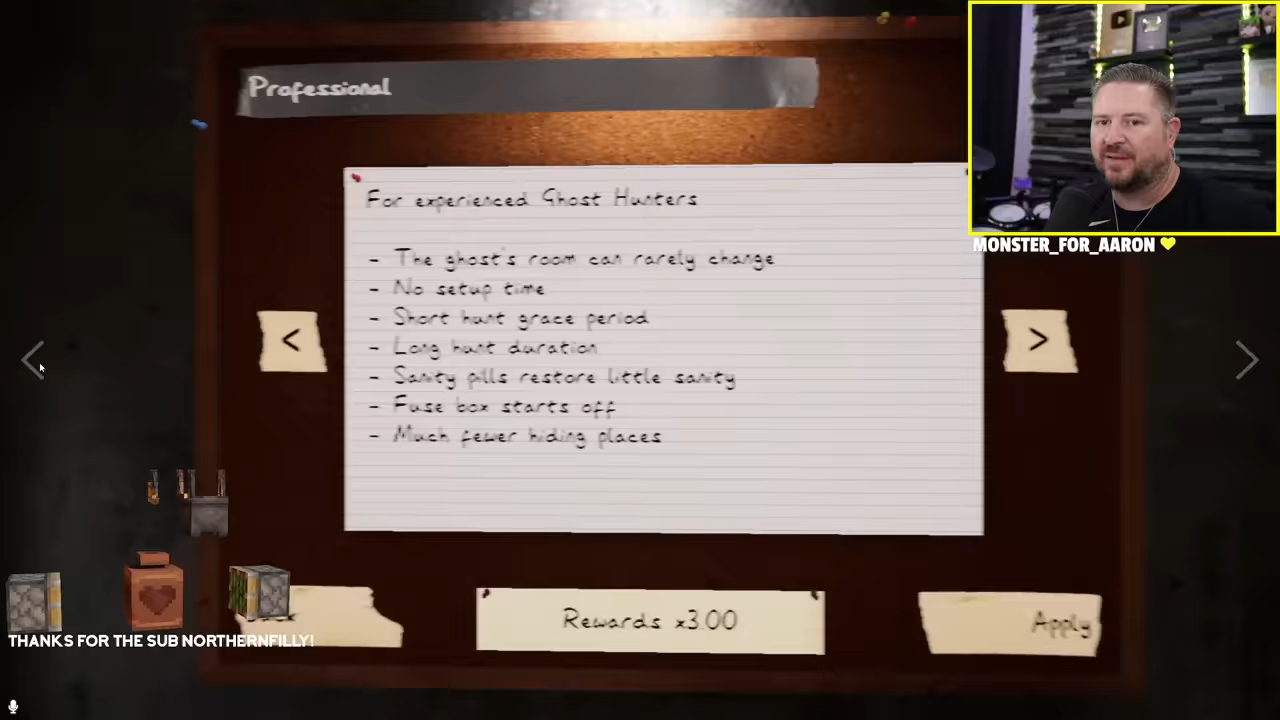 Professional
For experienced Ghost Hunters
- The ghost's room can rarely change
- No setup time
- Short hunt grace period
- Long hunt duration
- Sanity pills restore little sanity
- Fuse box starts off
- Much fewer hiding places
<
>
Rewards x3.00
Apply
MONSTER_FOR_AARON
THANKS FOR THE SUB NORTHERNFILLY!